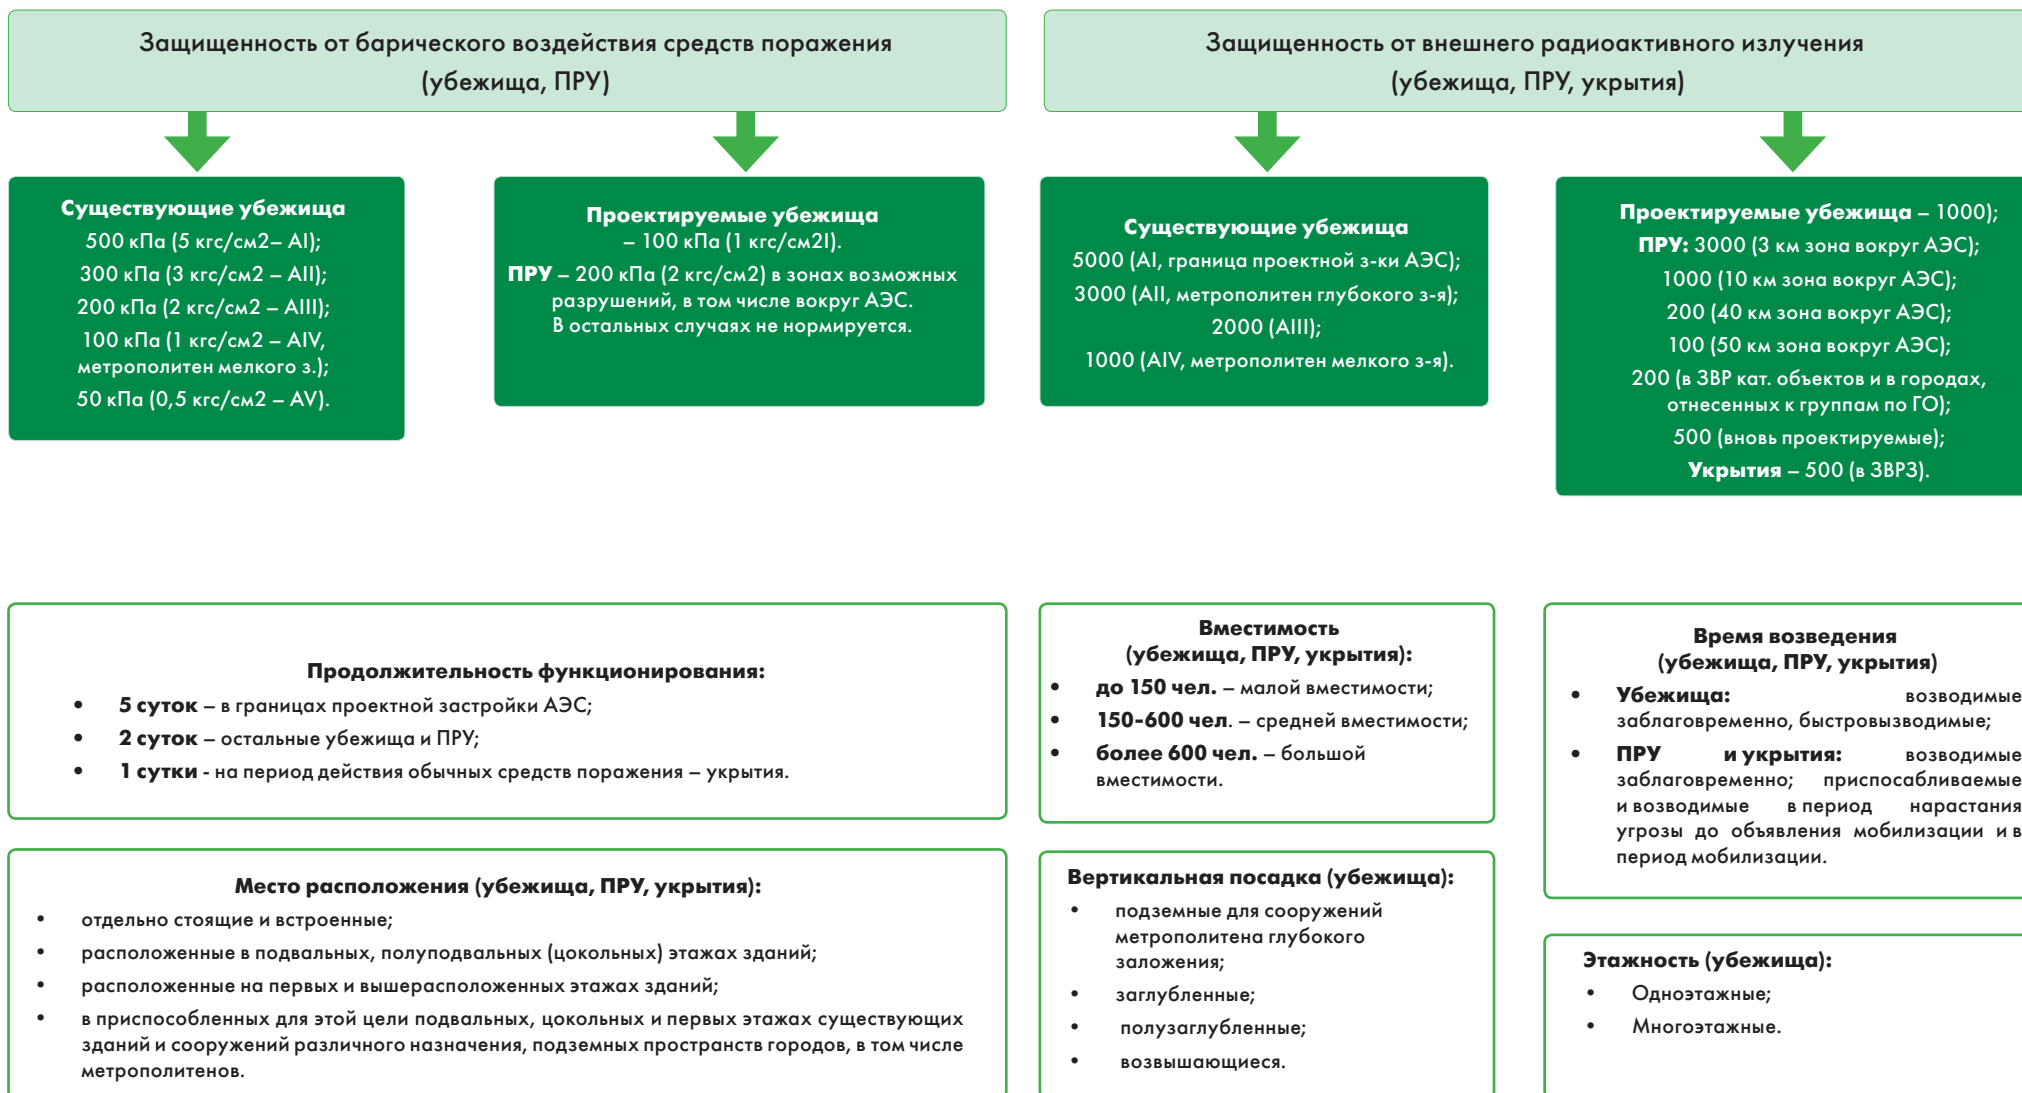 Защищенность от барического воздействия средств поражения
(убежища, ПРУ)
Защищенность от внешнего радиоактивного излучения
(убежища, ПРУ, укрытия)
Существующие убежища
500 кПа (5 кгс/см2– AI);
300 кПа (3 кгс/см2 – AII);
200 кПа (2 кгс/см2 – AIII);
100 кПа (1 кгс/см2 – AIV,
метрополитен мелкого з.);
50 кПа (0,5 кгс/см2 – AV).
Проектируемые убежища
– 100 кПа (1 кгс/см2I).
ПРУ – 200 кПа (2 кгс/см2) в зонах возможных
разрушений, в том числе вокруг АЭС.
В остальных случаях не нормируется.
Существующие убежища
5000 (AI, граница проектной з-ки АЭС);
3000 (AII, метрополитен глубокого з-я);
2000 (AIII);
1000 (AIV, метрополитен мелкого з-я).
Проектируемые убежища – 1000);
ПРУ: 3000 (3 км зона вокруг АЭС);
1000 (10 км зона вокруг АЭС);
200 (40 км зона вокруг АЭС);
100 (50 км зона вокруг АЭС);
200 (в ЗВР кат. объектов и в городах,
отнесенных к группам по ГО);
500 (вновь проектируемые);
Укрытия – 500 (в ЗВРЗ).
Продолжительность функционирования:
• 5 суток – в границах проектной застройки АЭС;
• 2 суток – остальные убежища и ПРУ;
• 1 сутки - на период действия обычных средств поражения – укрытия.
Вместимость
(убежища, ПРУ, укрытия):
• до 150 чел. – малой вместимости;
• 150-600 чел. – средней вместимости;
• более 600 чел. – большой
вместимости.
Время возведения
(убежища, ПРУ, укрытия)
• Убежища: возводимые
заблаговременно, быстровызводимые;
• ПРУ и укрытия: возводимые
заблаговременно; приспосабливаемые
и возводимые в период нарастания
угрозы до объявления мобилизации и в
период мобилизации.
Место расположения (убежища, ПРУ, укрытия):
• отдельно стоящие и встроенные;
• расположенные в подвальных, полуподвальных (цокольных) этажах зданий;
• расположенные на первых и вышерасположенных этажах зданий;
• в приспособленных для этой цели подвальных, цокольных и первых этажах существующих
зданий и сооружений различного назначения, подземных пространств городов, в том числе
метрополитенов.
Вертикальная посадка (убежища):
• подземные для сооружений
метрополитена глубокого
заложения;
• заглубленные;
• полузаглубленные;
• возвышающиеся.
Этажность (убежища):
• Одноэтажные;
• Многоэтажные.